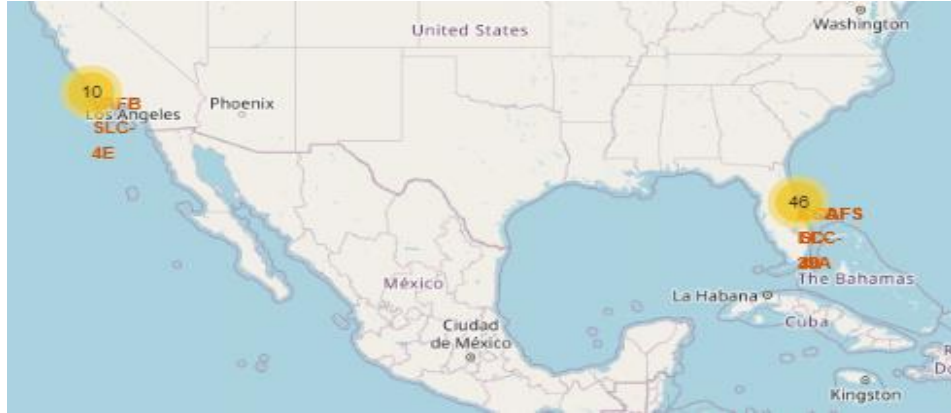 Washington
United States
10
Phoenix
Los Angeles
SLC-
4E
46
AFS
The Bahamas
México
La Habana
Cuba
Ciudad
de México
Kingston